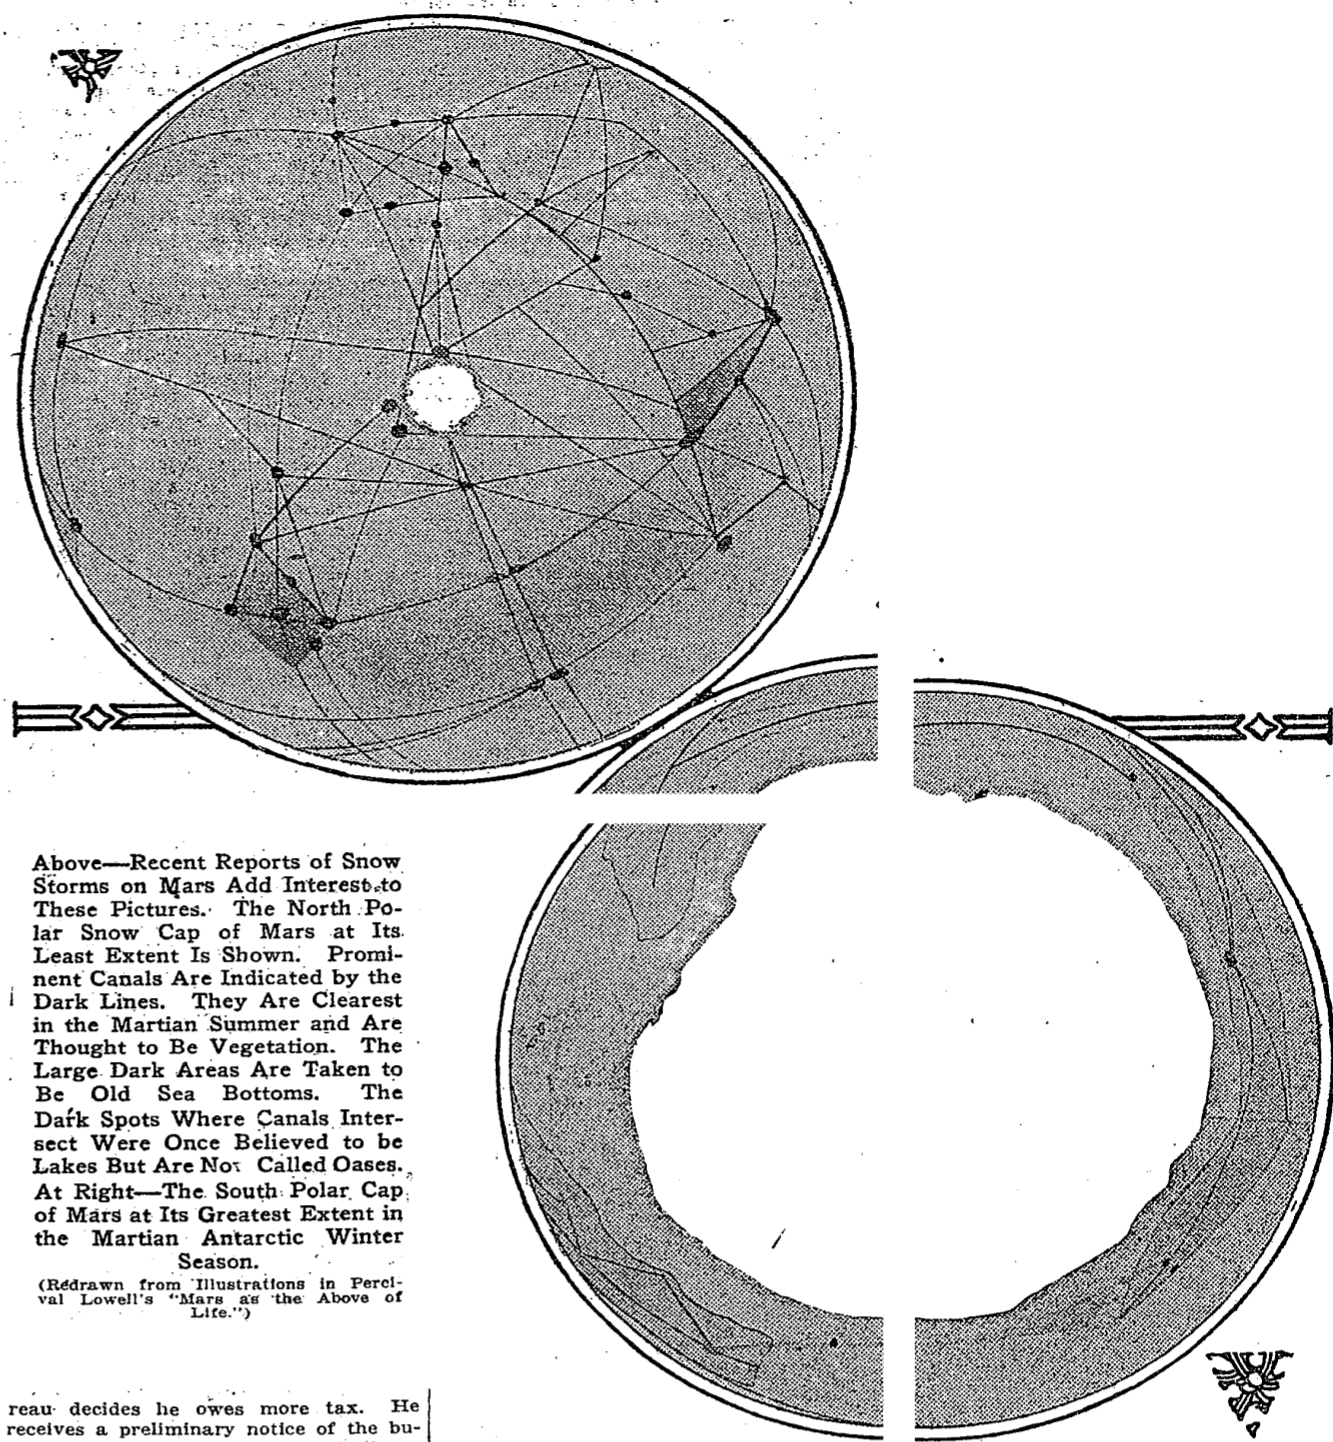 Above—Recent Reports of Snow
Storms on Mars Add Interest to
These Pictures. The North Po-
lar Snow Cap of Mars at Its
Least Extent Is Shown. Promi-
nent Canals Are Indicated by the
Dark Lines. They Are Clearest
in the Martian Summer and Are
Thought to Be Vegetation. The
Large Dark Areas Are Taken to
Be Old Sea Bottoms. The
Dark Spots Where Canals Inter-
sect Were Once Believed to be
Lakes But Are Not Called Oases.
At Right—The South Polar Cap
of Mars at Its Greatest Extent in
the Martian Antarctic Winter
Season.
(Redrawn from Illustrations in Perci-
val Lowell's "Mars as the Above of
Life.")
reau decides he owes more tax. He
receives a preliminary notice of the bu-